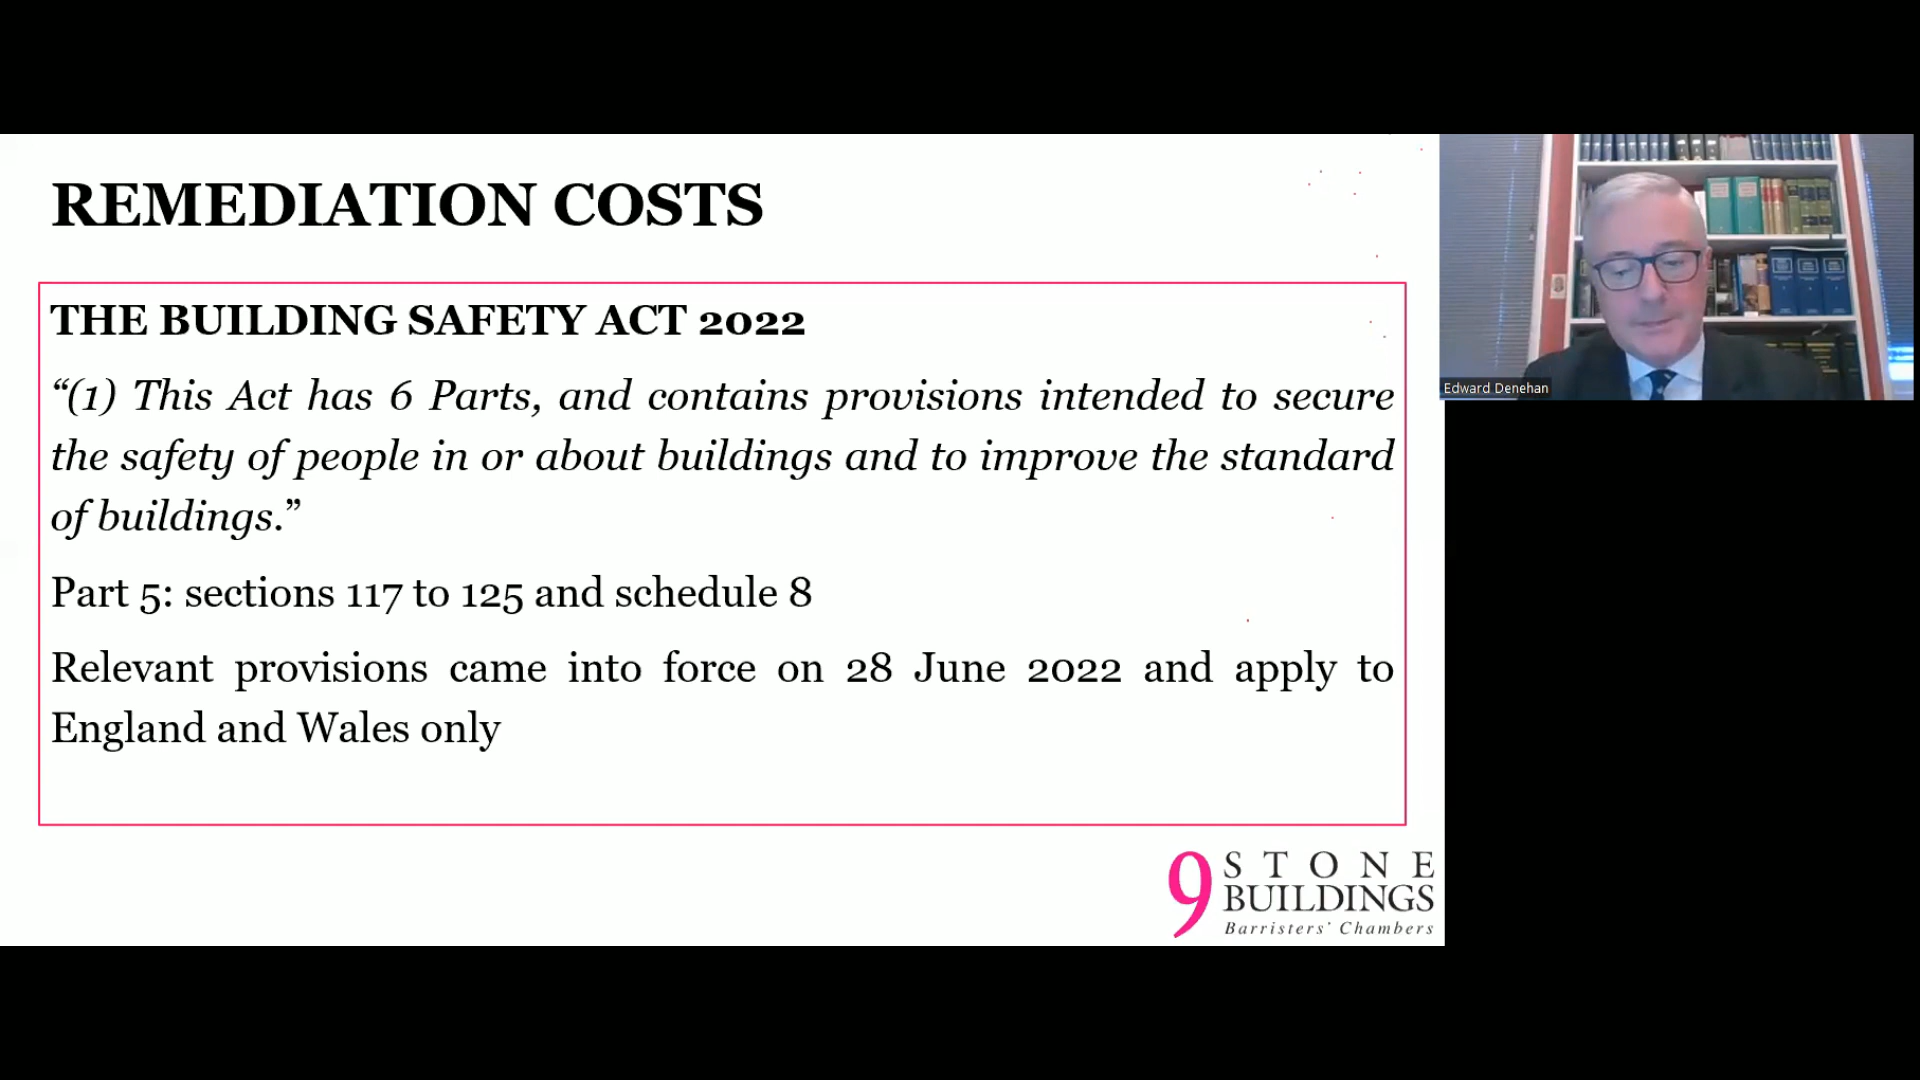 REMEDIATION COSTS
THE BUILDING SAFETY ACT 2022
“(1) This Act has 6 Parts, and contains provisions intended to secure
the safety of people in or about buildings and to improve the standard
of buildings.”
Part 5: sections 117 to 125 and schedule 8
Relevant provisions came into force on 28 June 2022 and apply to
England and Wales only
9 STONE
BUILDINGS
Barristers' Chambers
Edward Denehan